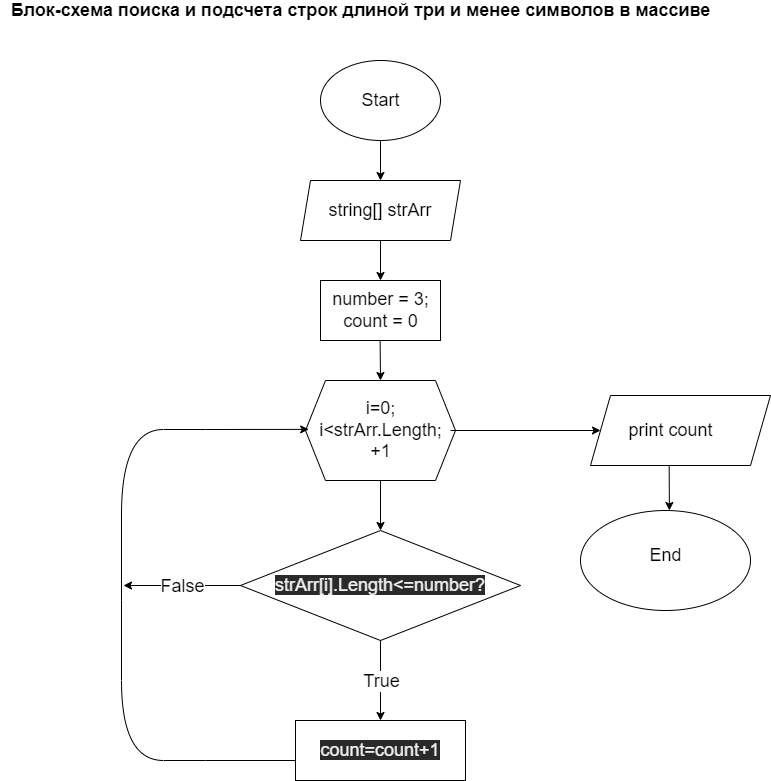 Блок-схема поиска и подсчета строк длиной три и менее символов в массиве
Start
string[] strArr
number = 3;
count = 0
i=0;
i<strArr.Length;
+1
print count
End
strArr[i].Length<=number?
False
True
count=count+1